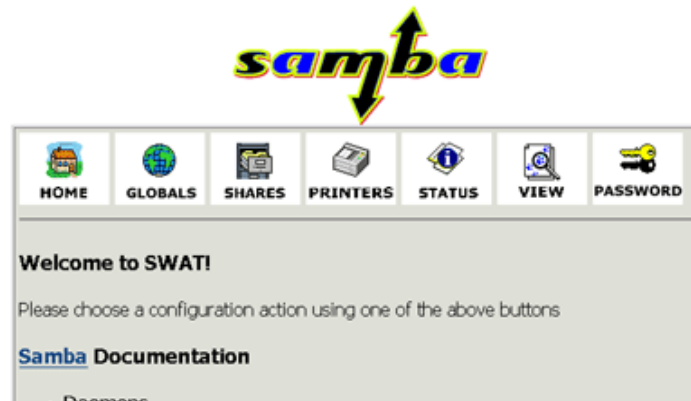 samba
HOME GLOBALS SHARES PRINTERS STATUS VIEW PASSWORD
Welcome to SWAT!
Please choose a configuration action using one of the above buttons
Samba Documentation
Daemons